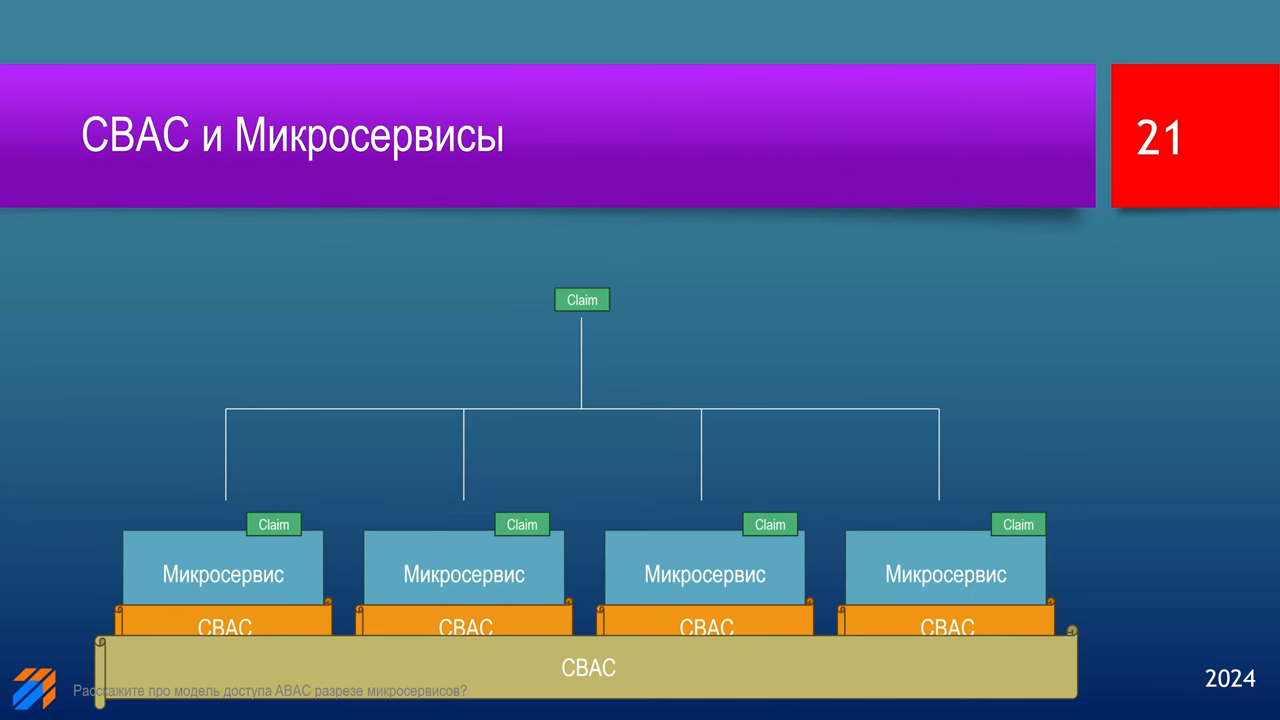 СВАС и Микросервисы
21
Claim
Claim
Claim
Claim
Claim
Микросервис
Микросервис
Микросервис
Микросервис
СВАС
СВАС
СВАС
СВАС
СВАС
Расскажите про модель доступа ABAC разрезе микросервисов?
2024